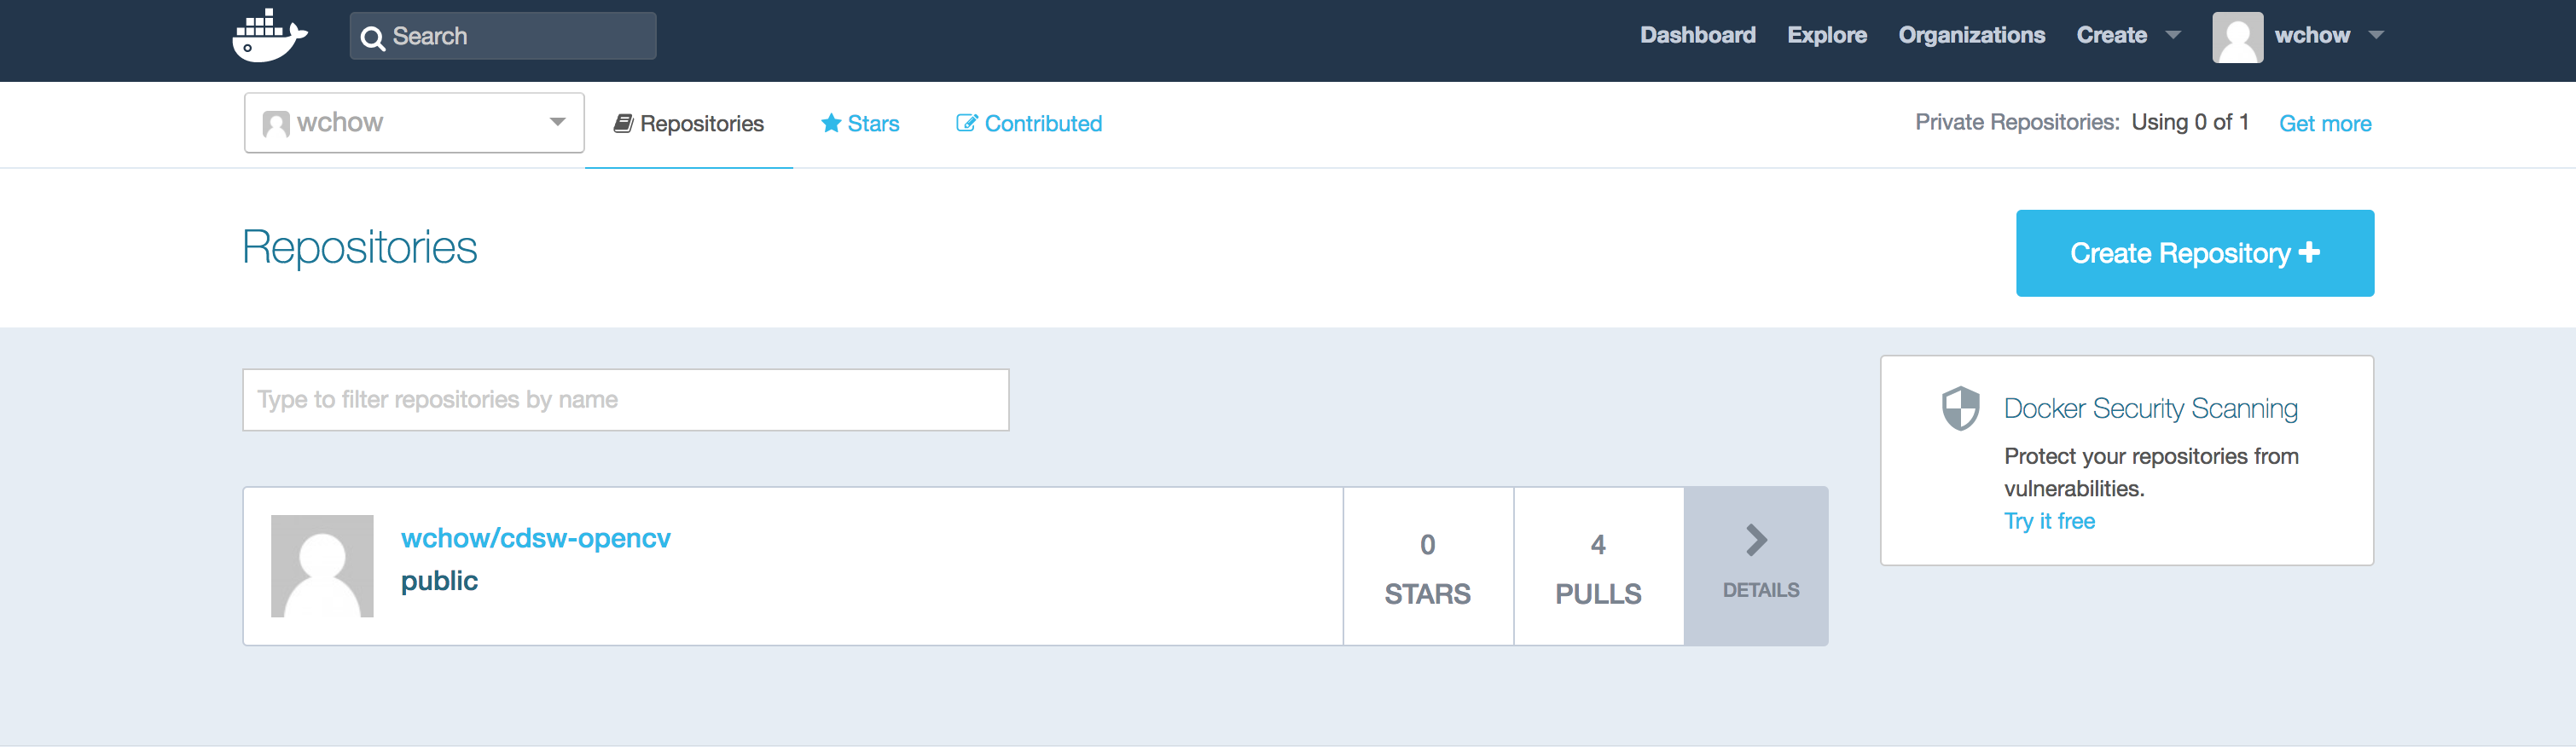 Search
Dashboard Explore Organizations Create wchow
wchow Repositories Stars Contributed Private Repositories: Using 0 of 1 Get more
Repositories
Create Repository
Type to filter repositories by name
Docker Security Scanning
Protect your repositories from
vulnerabilities.
Try it free
wchow/cdsw-opencv
public
0
STARS
4
PULLS
DETAILS